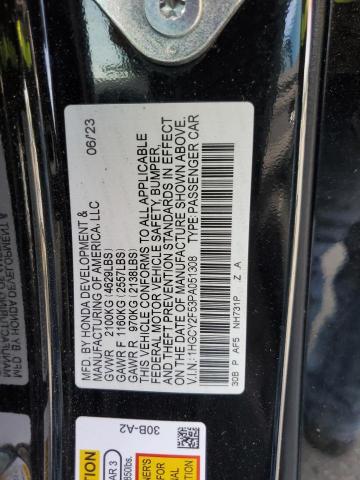 MFD. BY HONDA DEVELOPMENT & 06/'23
MANUFACTURING OF AMERICA, LLC
GVWR 2100KG (4629LBS)
GAWR F 1160KG (2557LBS)
GAWR R 970KG (2138LBS)
THIS VEHICLE CONFORMS TO ALL APPLICABLE
FEDERAL MOTOR VEHICLE SAFETY, BUMPER,
AND THEFT PREVENTION STANDARDS IN EFFECT
ON THE DATE OF MANUFACTURE SHOWN ABOVE.
V.I.N.: 1HGCY2F53PA051308 TYPE: PASSENGER CAR
30B P AF5 NH731P Z A
30B-A2